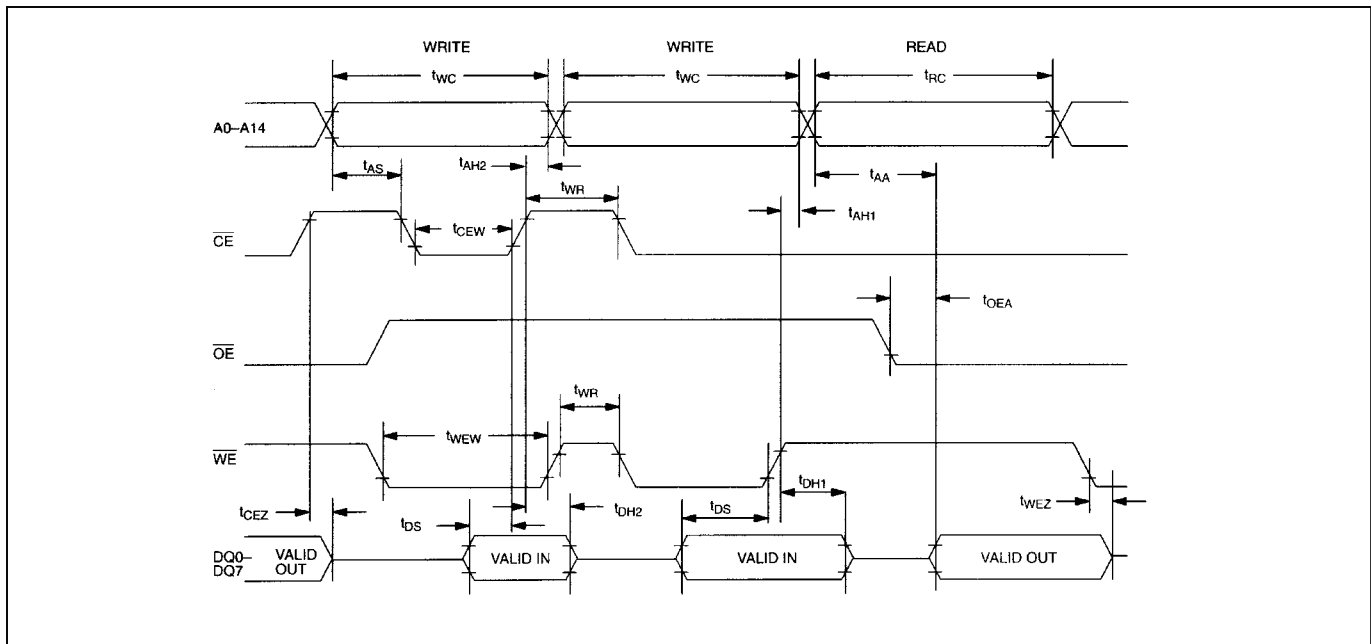 WRITE WRITE READ
tWC tWC tRC
A0–A14
tAS tAH2 tWR tAA
tAH1
CE tCEW
tOEA
OE
tWR
tWEW
WE
tCEZ tDS tDH2 tDS tDH1 tWEZ
DQ0–
DQ7
VALID
OUT
VALID IN VALID IN VALID OUT